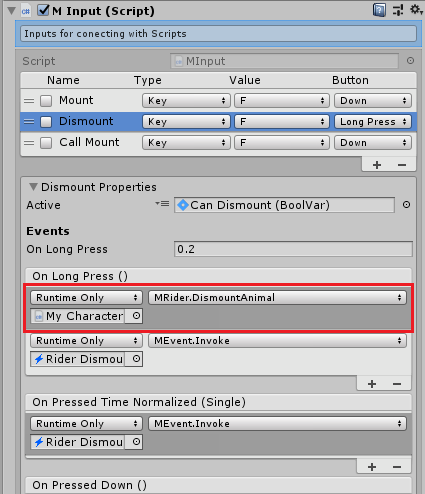 M Input (Script)
Inputs for conecting with Scripts
Script MInput
Name Type Value Button
Mount Key F Down
Dismount Key F Long Press
Call Mount Key F Down
Dismount Properties
Active Can Dismount (BoolVar)
Events
On Long Press 0.2
On Long Press ()
Runtime Only MRider.DismountAnimal
My Character
Runtime Only MEvent.Invoke
Rider Dismou
On Pressed Time Normalized (Single)
Runtime Only MEvent.Invoke
Rider Dismou
On Pressed Down ()